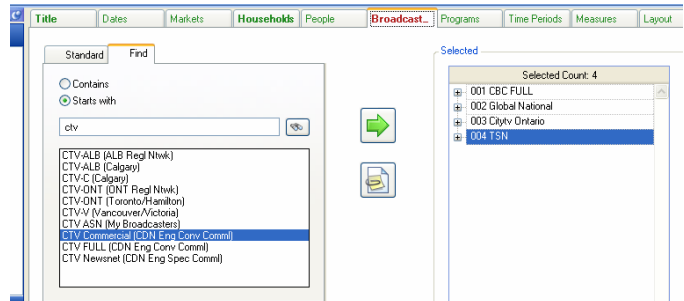 Title Dates Markets Households People Broadcast... Programs Time Periods Measures Layout
Standard Find
Contains
Starts with
ctv
CTV-ALB (ALB Regl Ntwk)
CTV-ALB (Calgary)
CTV-C (Calgary)
CTV-ONT (ONT Regl Ntwk)
CTV-ONT (Toronto/Hamilton)
CTV-V (Vancouver/Victoria)
CTV ASN (My Broadcasters)
CTV Commercial (CDN Eng Conv Comml)
CTV FULL (CDN Eng Conv Comml)
CTV Newsnet (CDN Eng Spec Comml)
Selected
Selected Count: 4
001 CBC FULL
002 Global National
003 Citytv Ontario
004 TSN